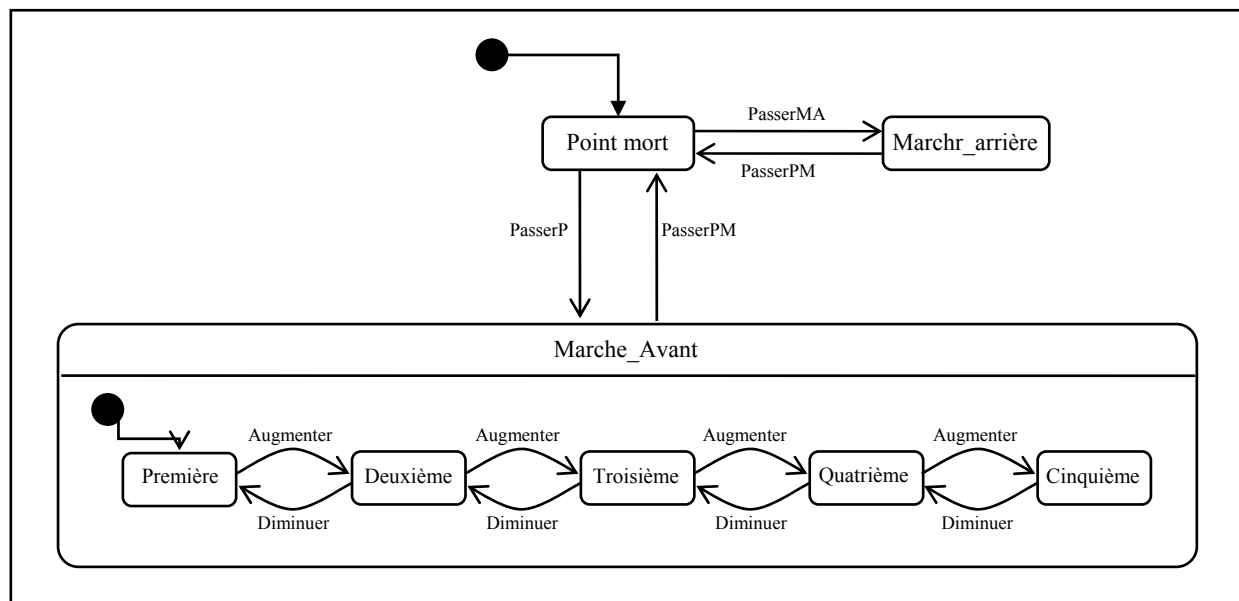 PasserMA
Point mort
Marchr_arrière
PasserPM
PasserP
PasserPM
Marche_Avant
Augmenter
Augmenter
Augmenter
Augmenter
Première
Deuxième
Troisième
Quatrième
Cinquième
Diminuer
Diminuer
Diminuer
Diminuer